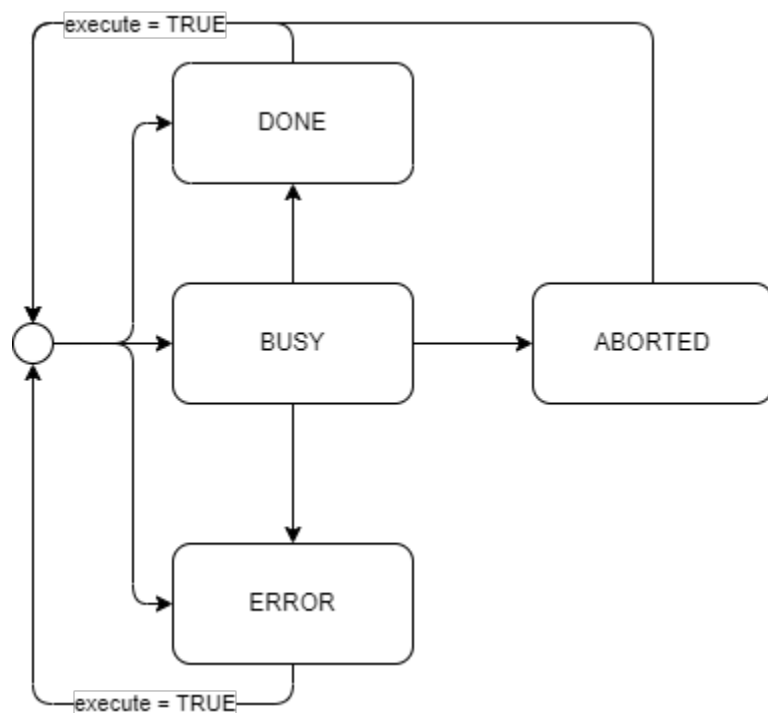 execute = TRUE
DONE
BUSY
ABORTED
ERROR
execute = TRUE